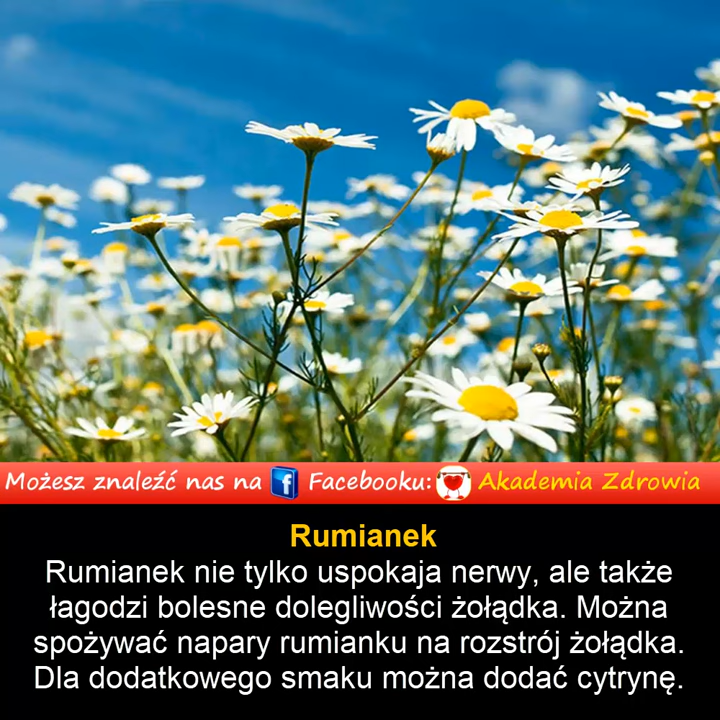 Możesz znaleźć nas na Facebooku: Akademia Zdrowia
Rumianek
Rumianek nie tylko uspokaja nerwy, ale także
łagodzi bolesne dolegliwości żołądka. Można
spożywać napary rumianku na rozstrój żołądka.
Dla dodatkowego smaku można dodać cytrynę.